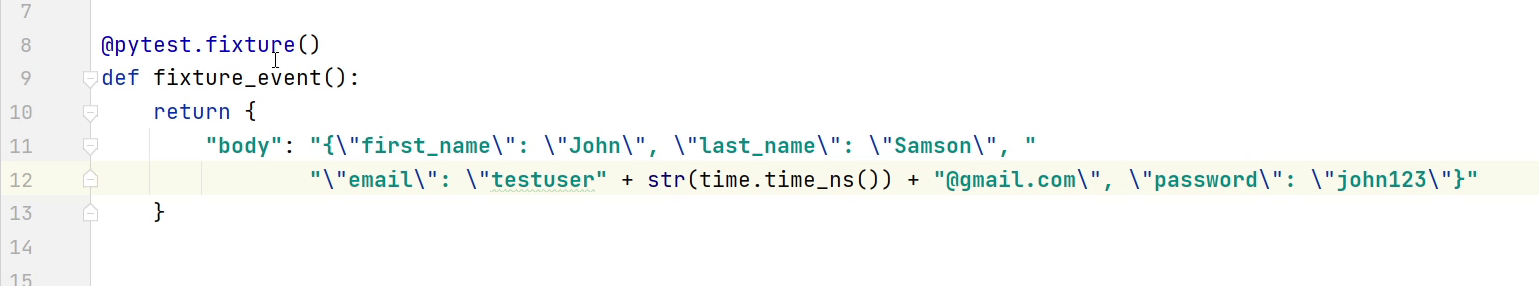 7
8 @pytest.fixture()
9 def fixture_event():
10 return {
11 "body": "{\"first_name\": \"John\", \"last_name\": \"Samson\", "
12 "\"email\": \"testuser" + str(time.time_ns()) + "@gmail.com\", \"password\": \"john123\"}"
13 }
14
15